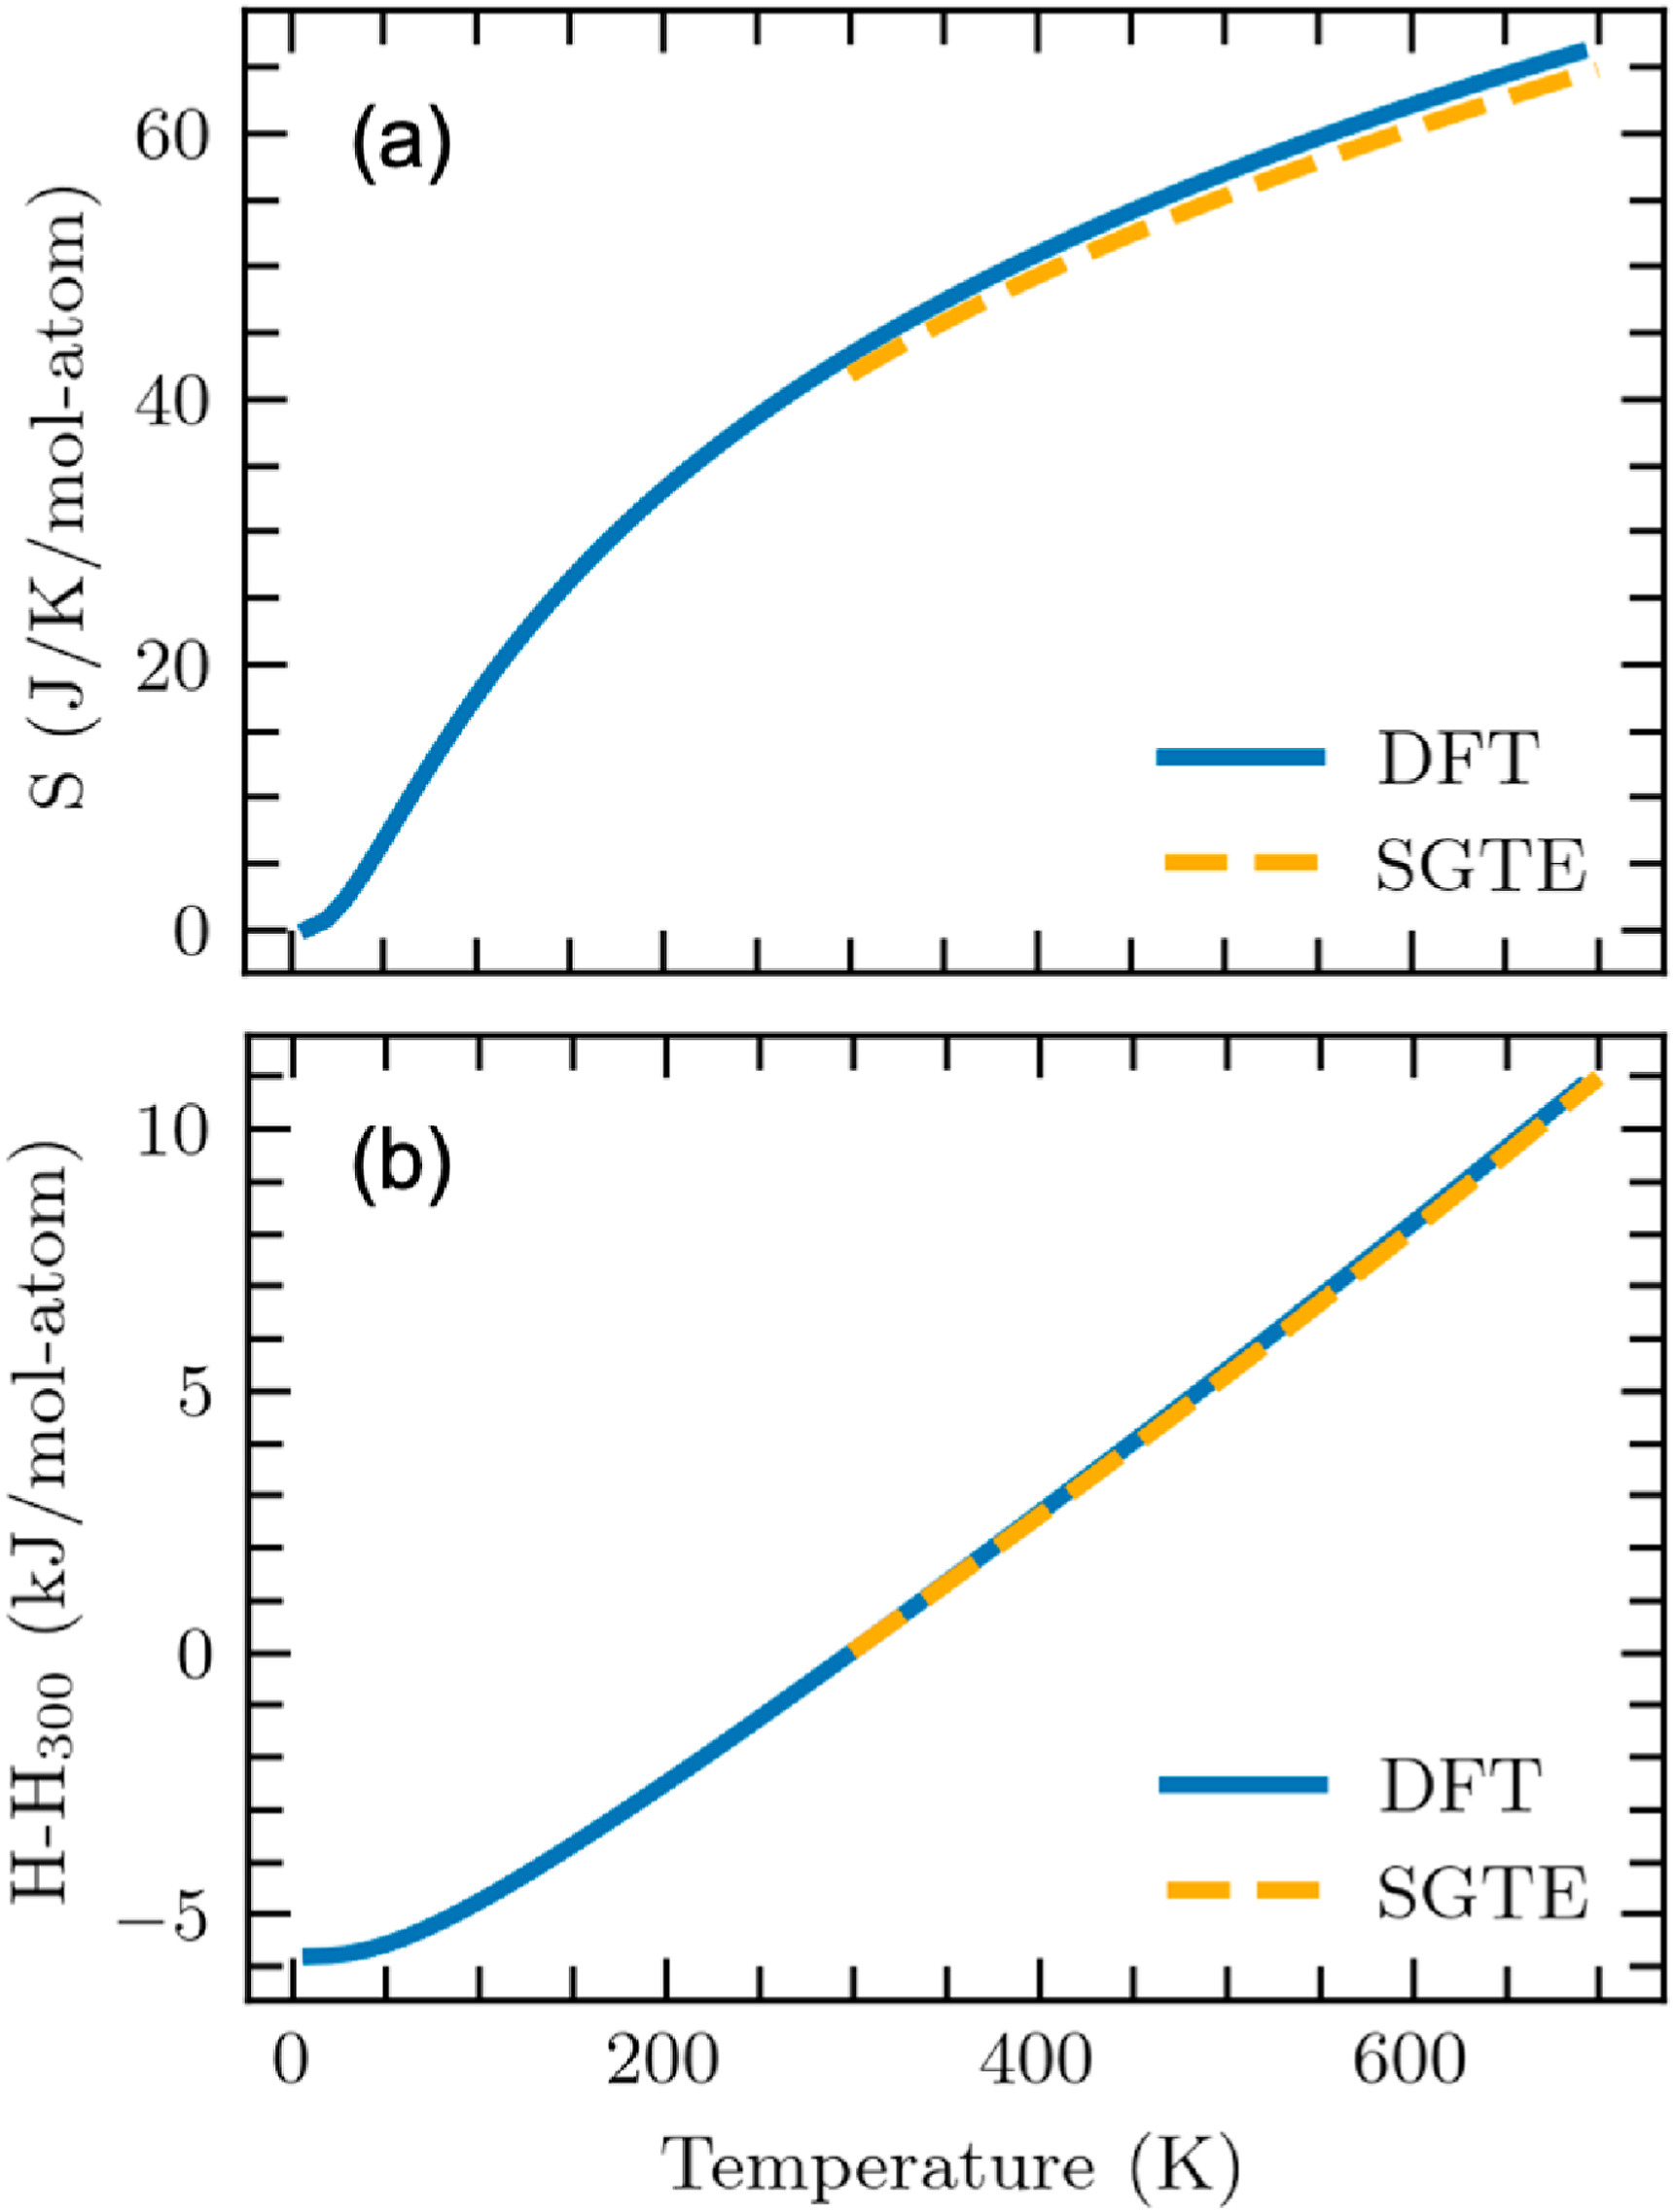 (a)
60
40
20
0
S (J/K/mol-atom)
DFT
SGTE
(b)
10
5
0
−5
H-H₃₀₀ (kJ/mol-atom)
DFT
SGTE
0 200 400 600
Temperature (K)